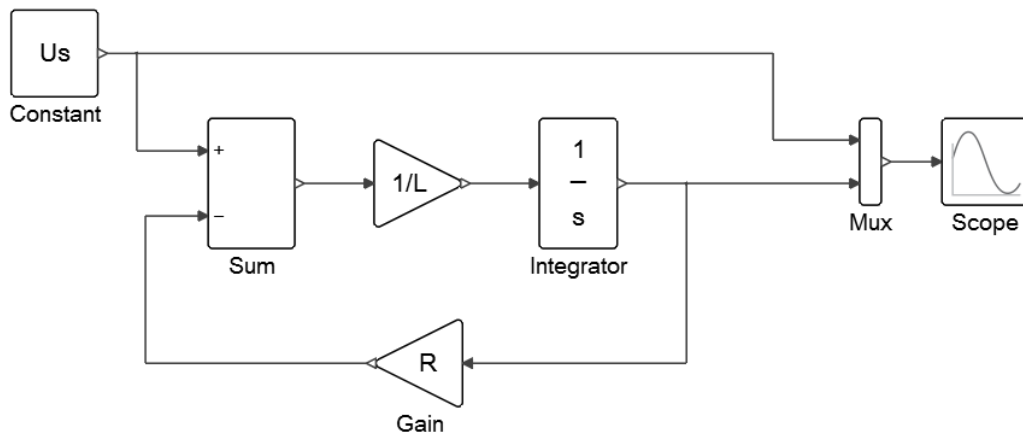 Us
Constant
+
−
1/L
1
s
Sum
Integrator
Mux
Scope
R
Gain